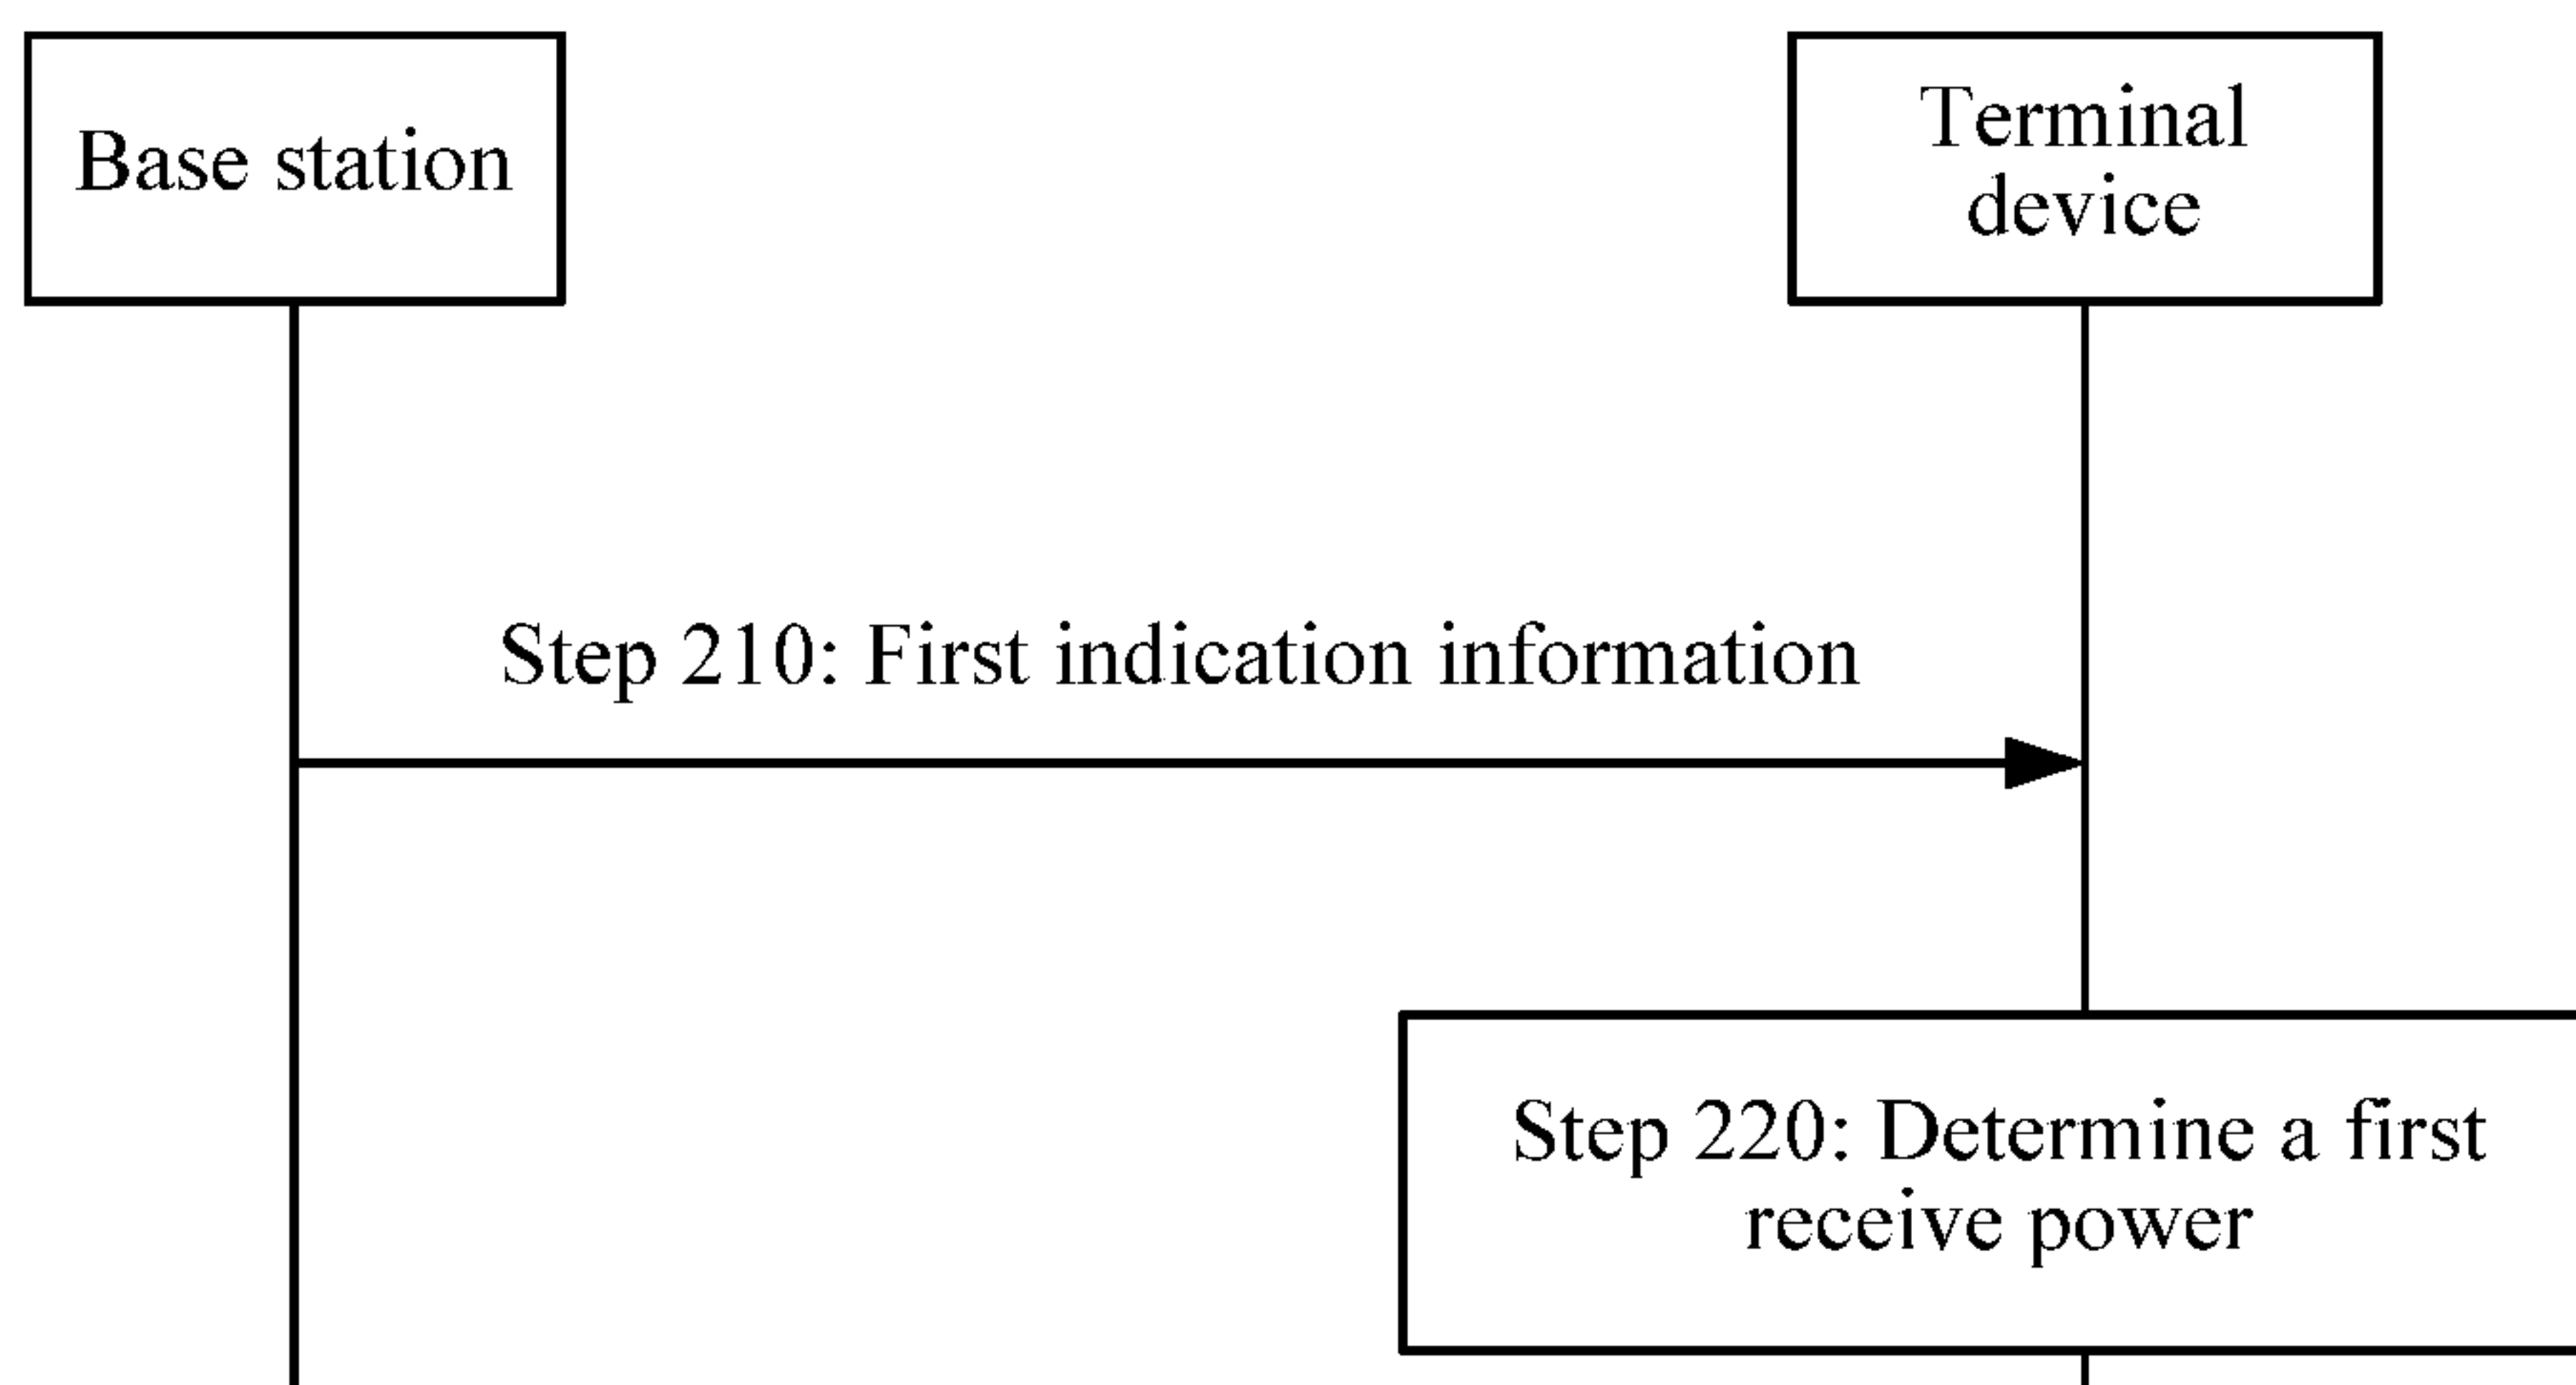 Base station
Terminal
device
Step 210: First indication information
Step 220: Determine a first
receive power